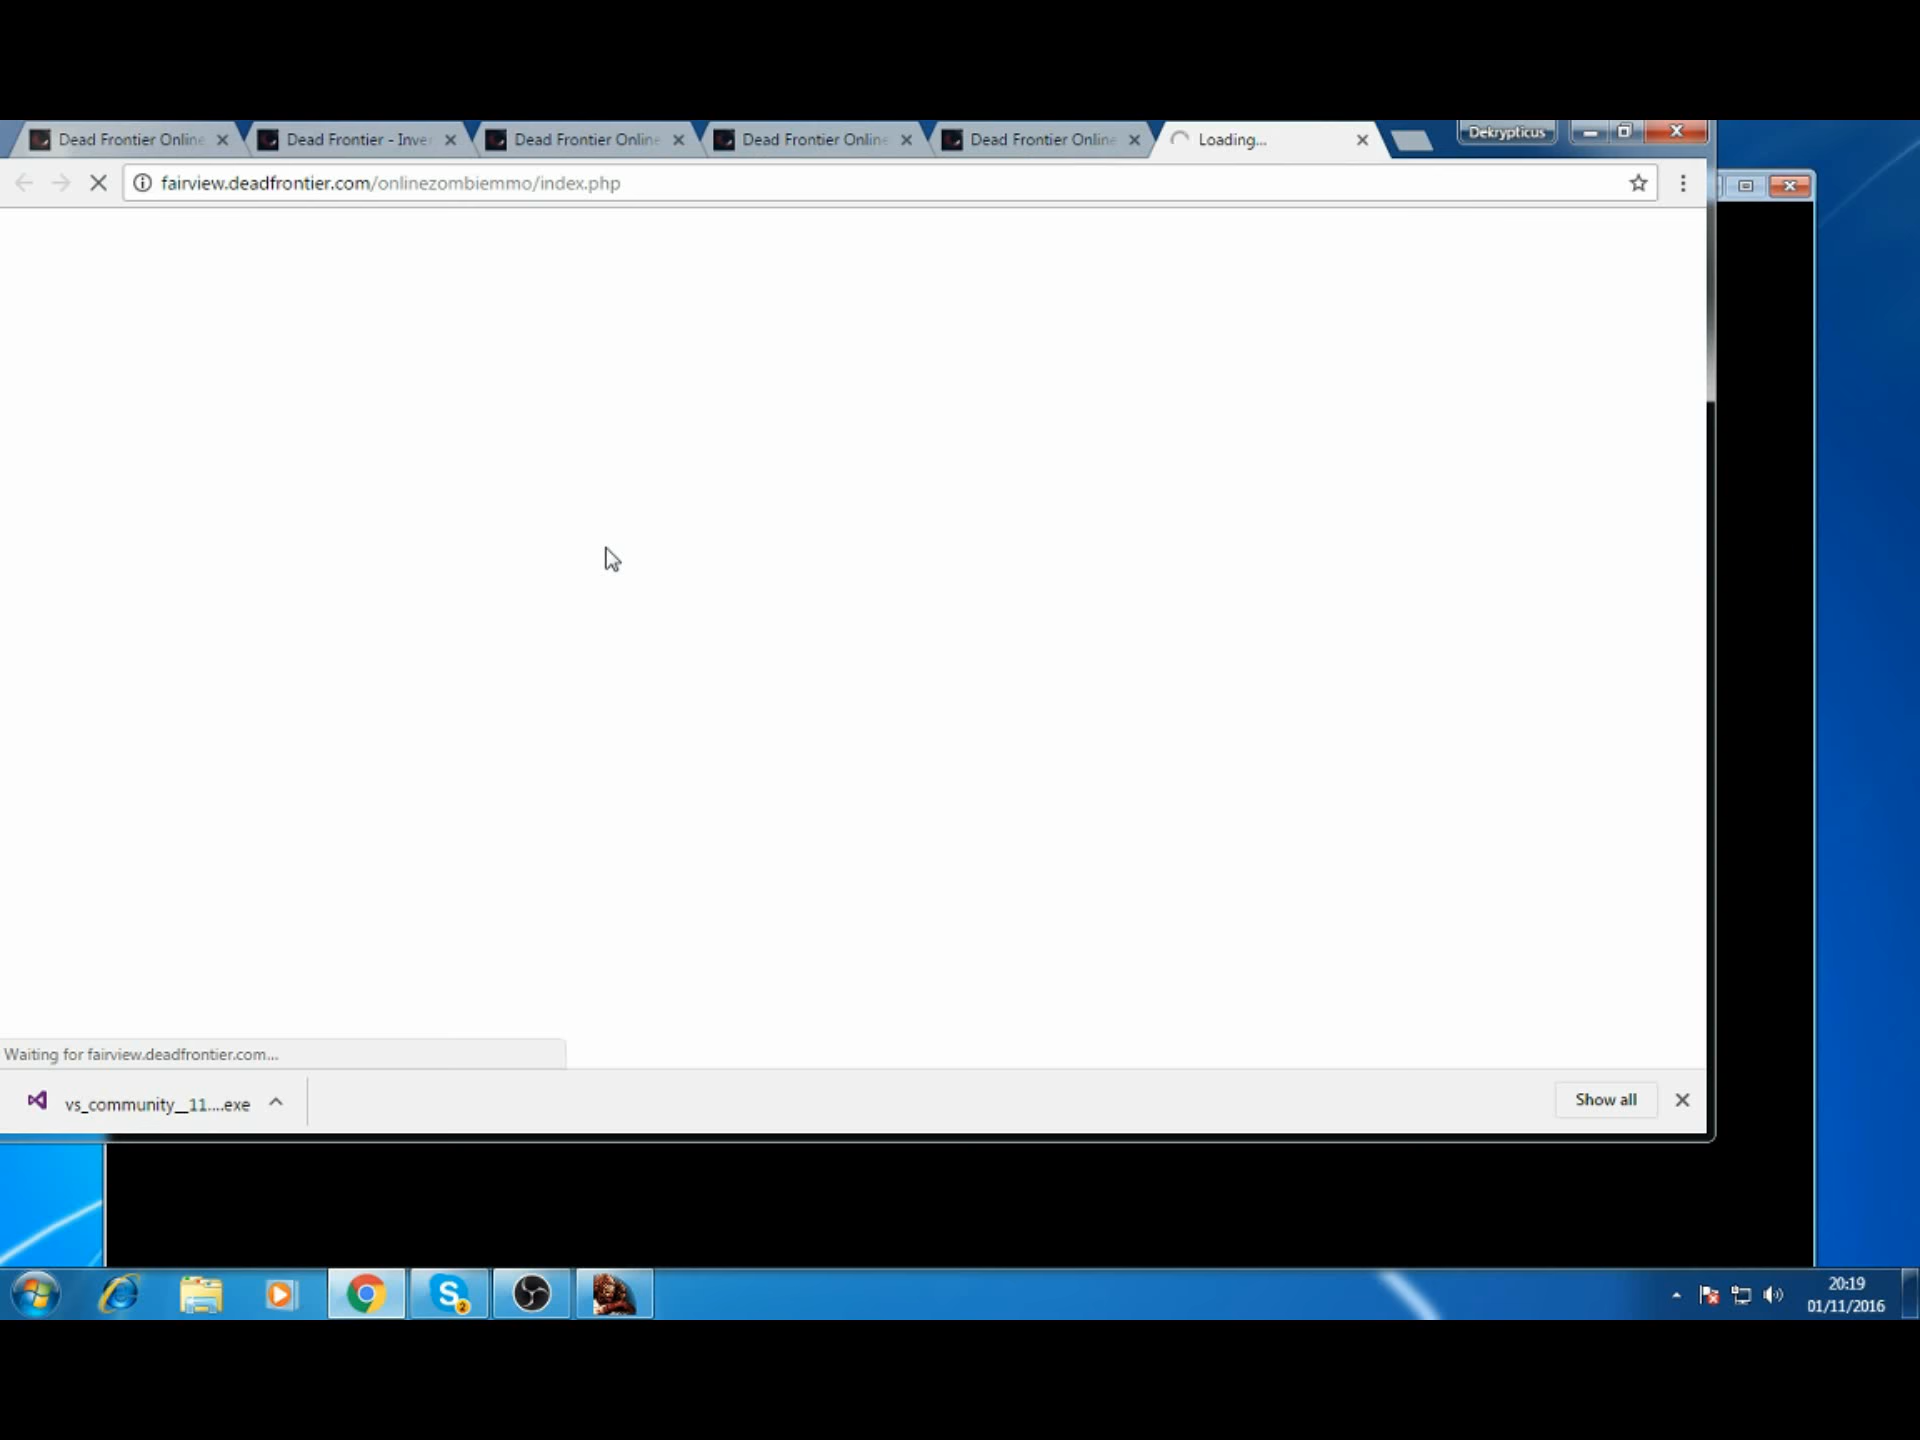 Dead Frontier Online
Dead Frontier - Inve
Dead Frontier Online
Dead Frontier Online
Dead Frontier Online
Loading...
Dekrypticus
fairview.deadfrontier.com/onlinezombiemmo/index.php
Waiting for fairview.deadfrontier.com...
vs_community__11....exe
Show all
S
2
20:19
01/11/2016